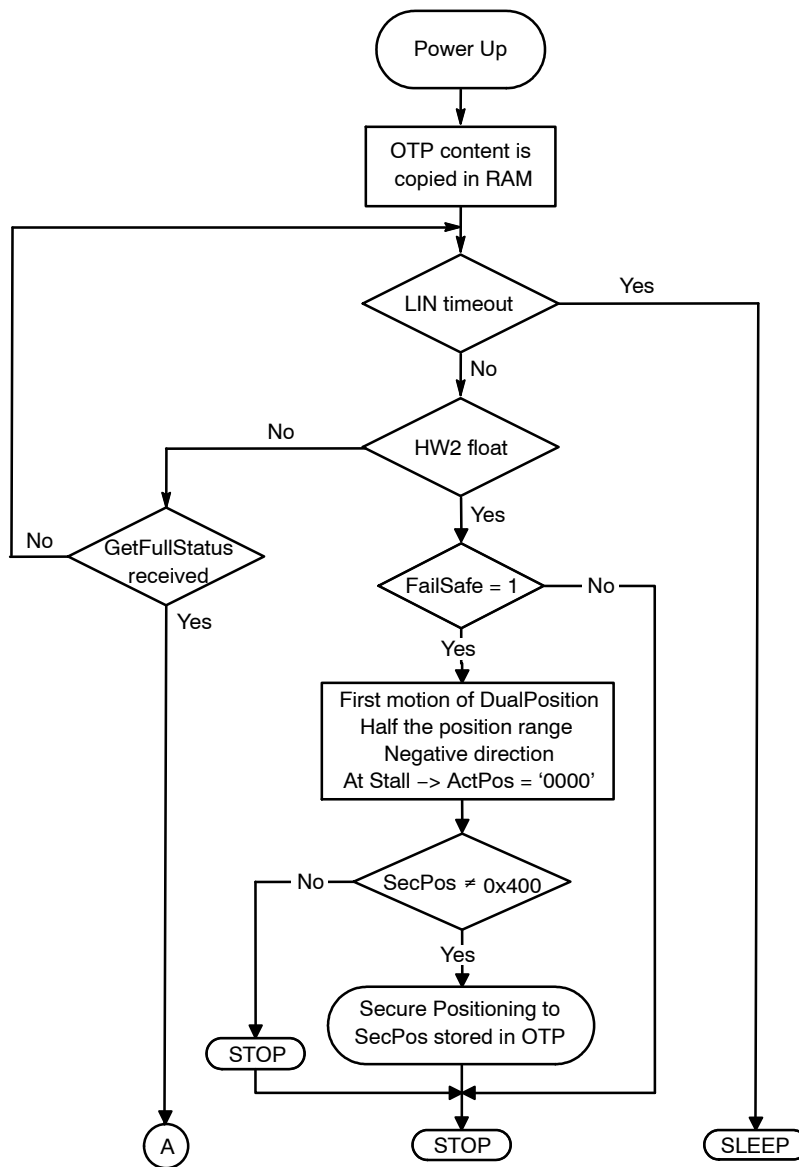 Power Up
OTP content is
copied in RAM
LIN timeout
Yes
No
HW2 float
No
Yes
GetFullStatus
received
No
Yes
FailSafe = 1
No
Yes
First motion of DualPosition
Half the position range
Negative direction
At Stall −> ActPos = ‘0000’
SecPos ≠ 0x400
No
Yes
Secure Positioning to
SecPos stored in OTP
STOP
A
STOP
SLEEP